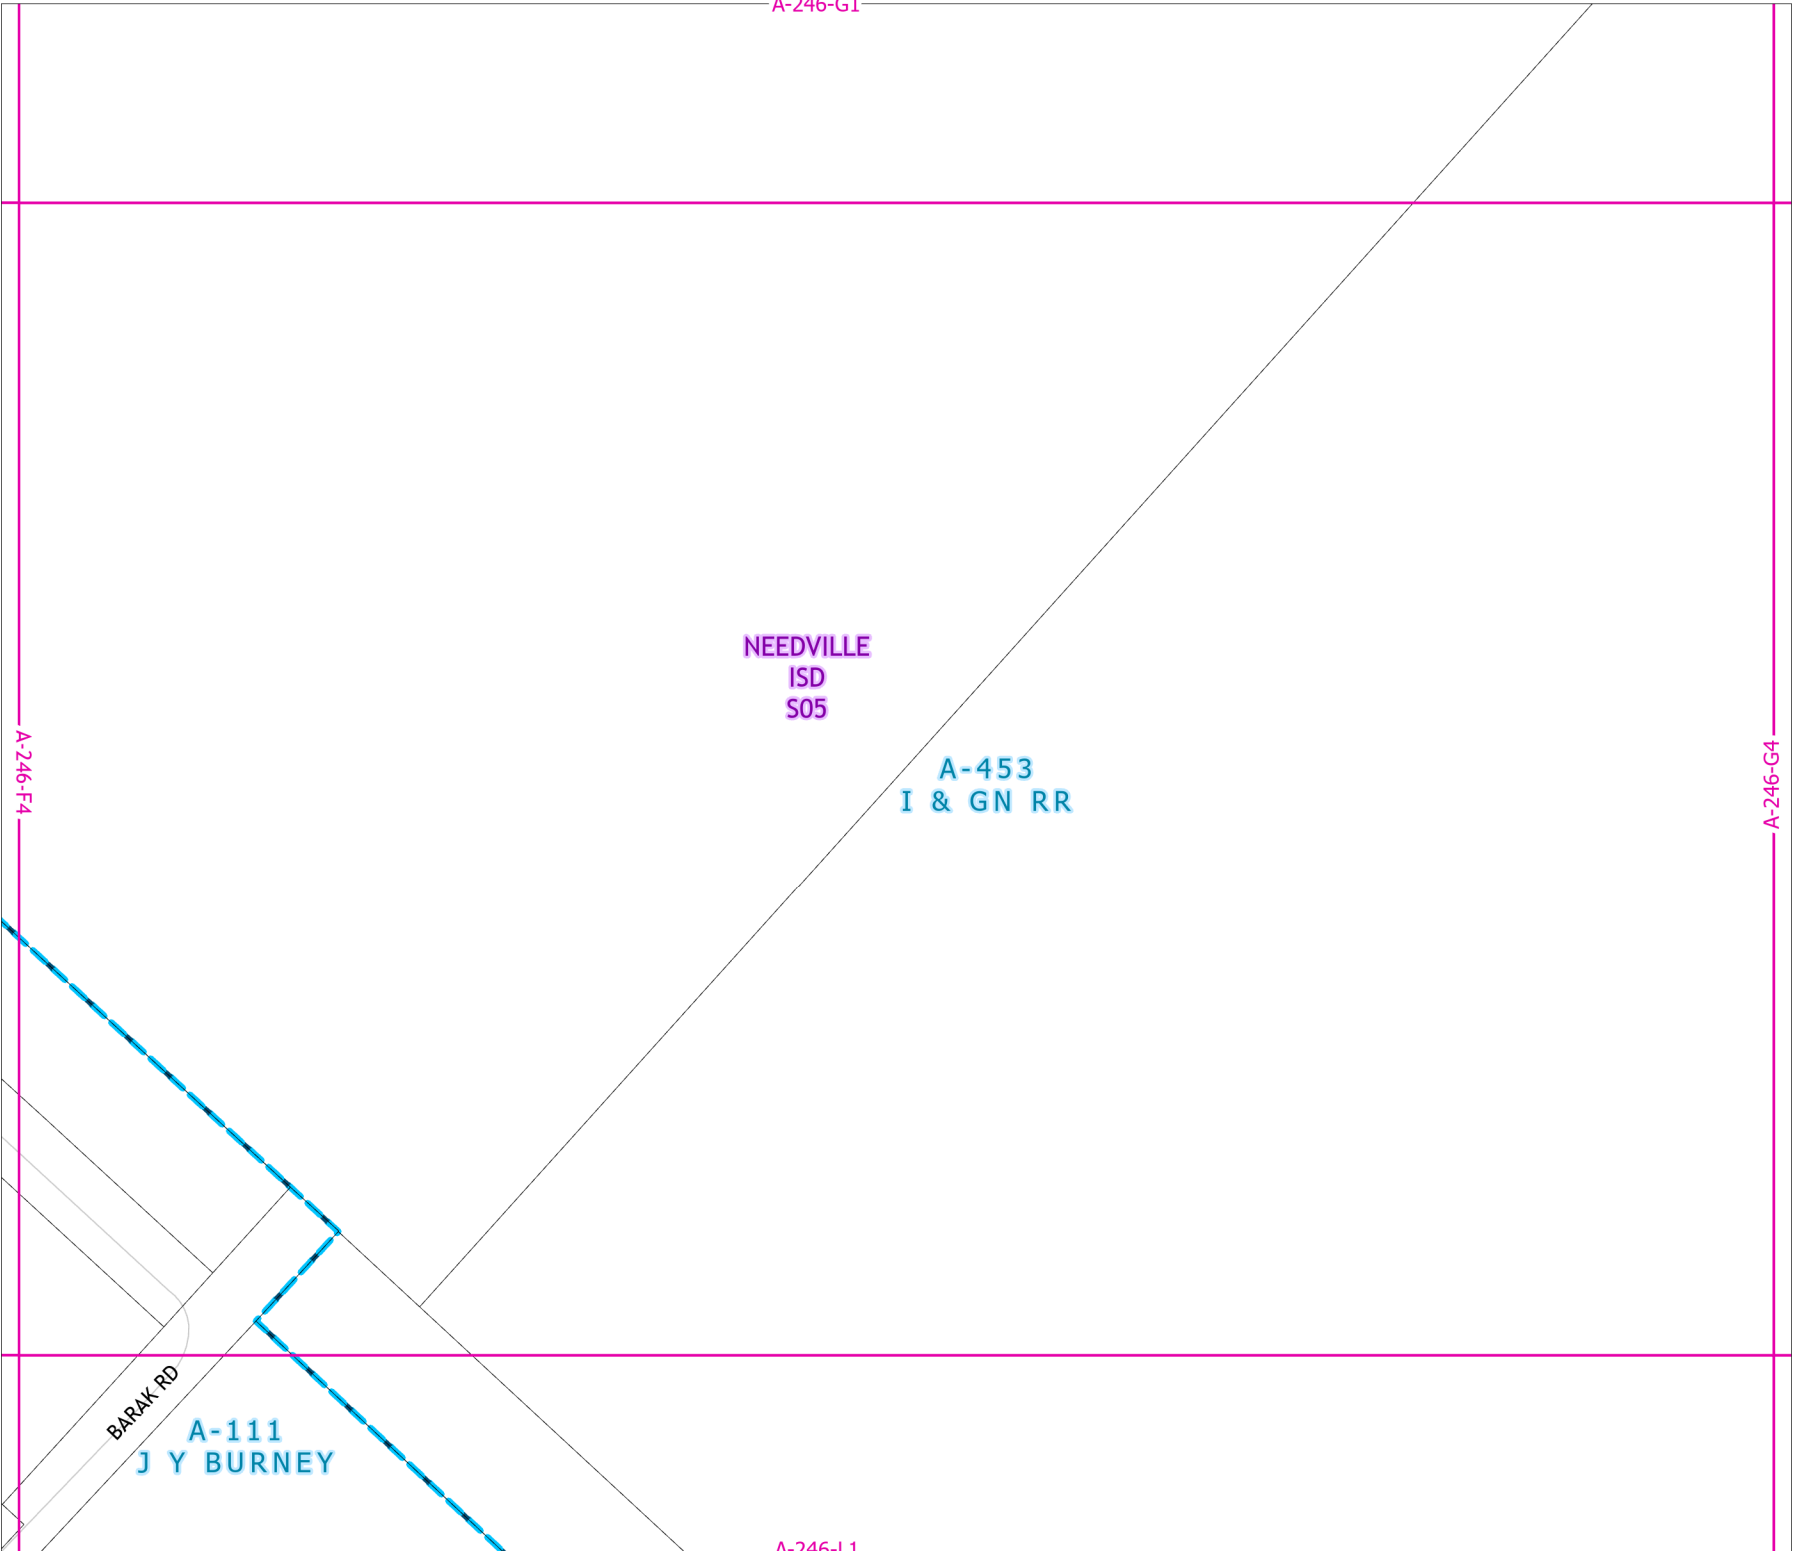 A-246-G1
NEEDVILLE
ISD
S05
A-246-F4
A-246-G4
A-453
I & GN RR
BARAK RD
A-111
J Y BURNEY
A-246-L1